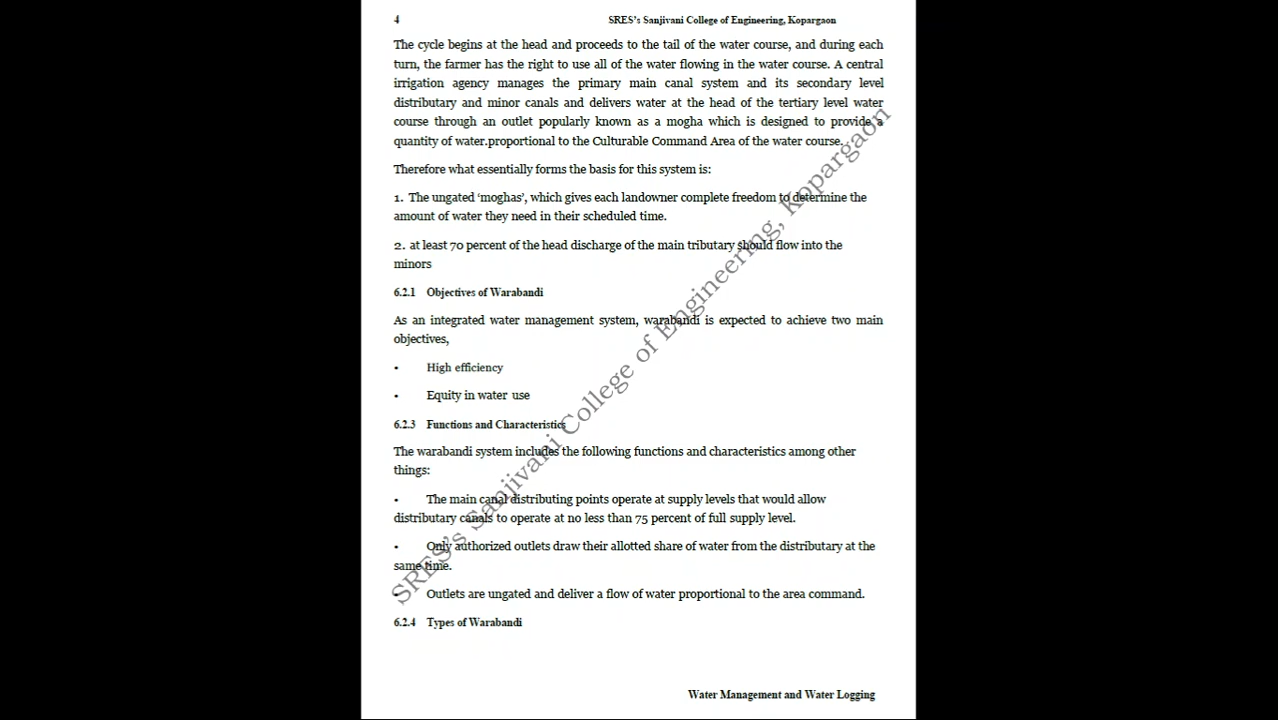 4 SRES's Sanjivani College of Engineering, Kopargaon
The cycle begins at the head and proceeds to the tail of the water course, and during each
turn, the farmer has the right to use all of the water flowing in the water course. A central
irrigation agency manages the primary main canal system and its secondary level
distributary and minor canals and delivers water at the head of the tertiary level water
course through an outlet popularly known as a mogha which is designed to provide a
quantity of water.proportional to the Culturable Command Area of the water course.
Therefore what essentially forms the basis for this system is:
1. The ungated ‘moghas’, which gives each landowner complete freedom to determine the
amount of water they need in their scheduled time.
2. at least 70 percent of the head discharge of the main tributary should flow into the
minors
6.2.1 Objectives of Warabandi
As an integrated water management system, warabandi is expected to achieve two main
objectives,
• High efficiency
• Equity in water use
6.2.3 Functions and Characteristics
The warabandi system includes the following functions and characteristics among other
things:
• The main canal distributing points operate at supply levels that would allow
distributary canals to operate at no less than 75 percent of full supply level.
• Only authorized outlets draw their allotted share of water from the distributary at the
same time.
• Outlets are ungated and deliver a flow of water proportional to the area command.
6.2.4 Types of Warabandi
Water Management and Water Logging
SRES's Sanjivani College of Engineering, Kopargaon